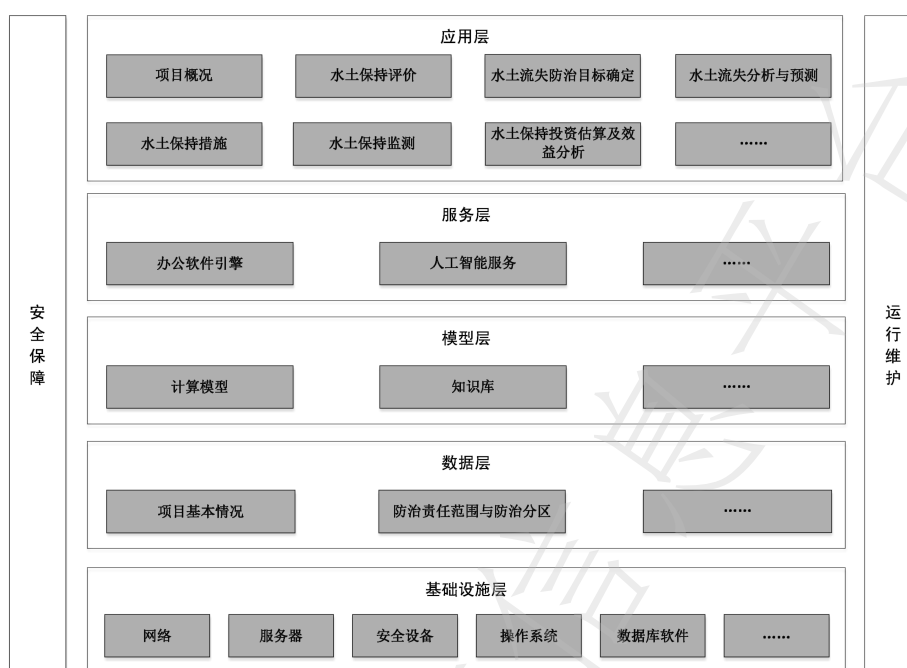 应用层
项目概况
水土保持评价
水土流失防治目标确定
水土流失分析与预测
水土保持措施
水土保持监测
水土保持投资估算及效
益分析
……
服务层
办公软件引擎
人工智能服务
……
模型层
计算模型
知识库
……
数据层
项目基本情况
防治责任范围与防治分区
……
基础设施层
网络
服务器
安全设备
操作系统
数据库软件
……
安全保障
运行维护